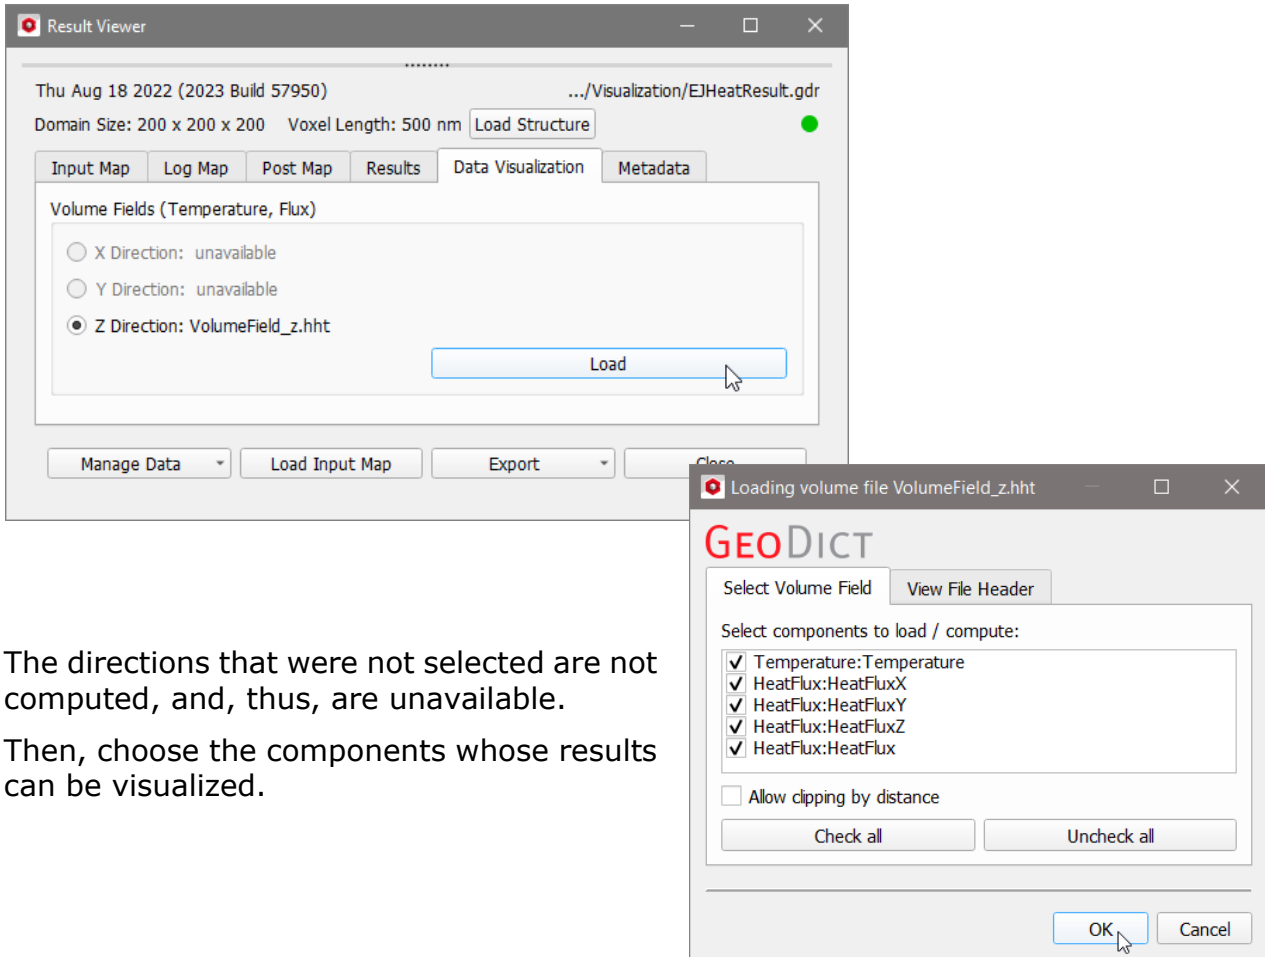 Result Viewer
Thu Aug 18 2022 (2023 Build 57950) .../Visualization/EJHeatResult.gdr
Domain Size: 200 x 200 x 200 Voxel Length: 500 nm Load Structure
Input Map Log Map Post Map Results Data Visualization Metadata
Volume Fields (Temperature, Flux)
X Direction: unavailable
Y Direction: unavailable
Z Direction: VolumeField_z.hht
Load
Manage Data Load Input Map Export Close
Loading volume file VolumeField_z.hht
GEODICT
Select Volume Field View File Header
Select components to load / compute:
Temperature:Temperature
HeatFlux:HeatFluxX
HeatFlux:HeatFluxY
HeatFlux:HeatFluxZ
HeatFlux:HeatFlux
Allow clipping by distance
Check all Uncheck all
OK Cancel
The directions that were not selected are not
computed, and, thus, are unavailable.
Then, choose the components whose results
can be visualized.